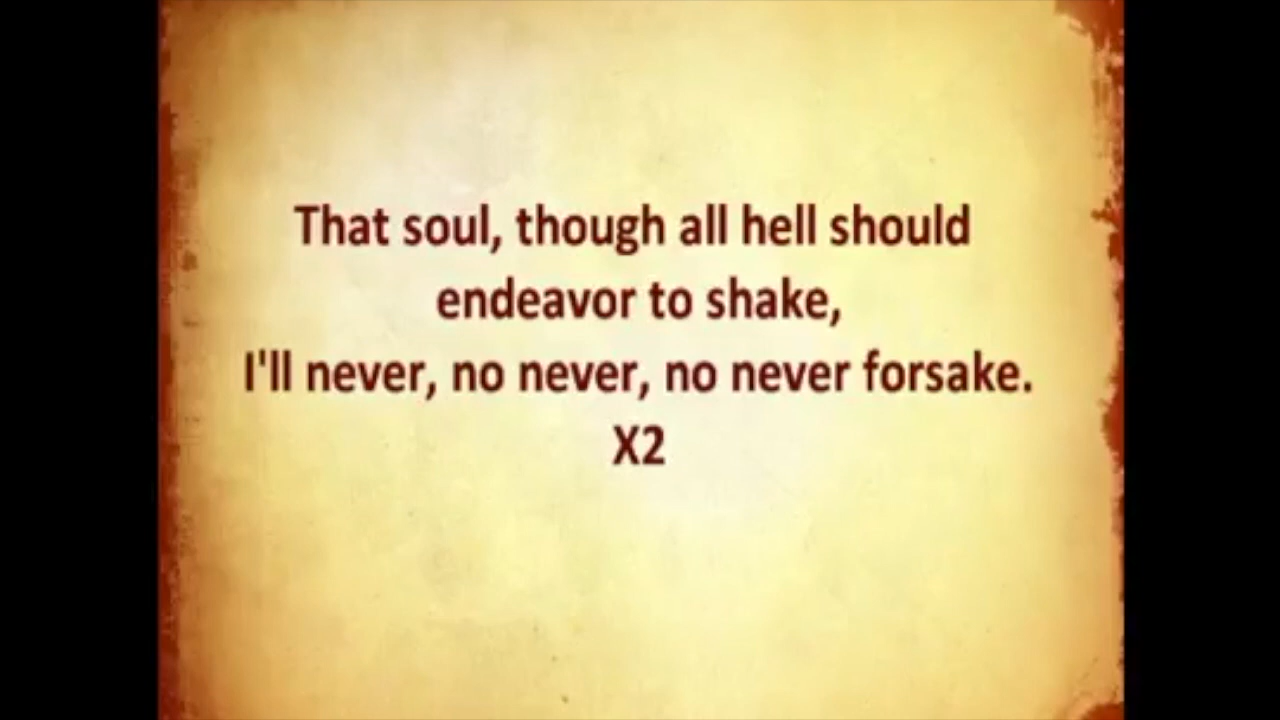 That soul, though all hell should
endeavor to shake,
I'll never, no never, no never forsake.
X2